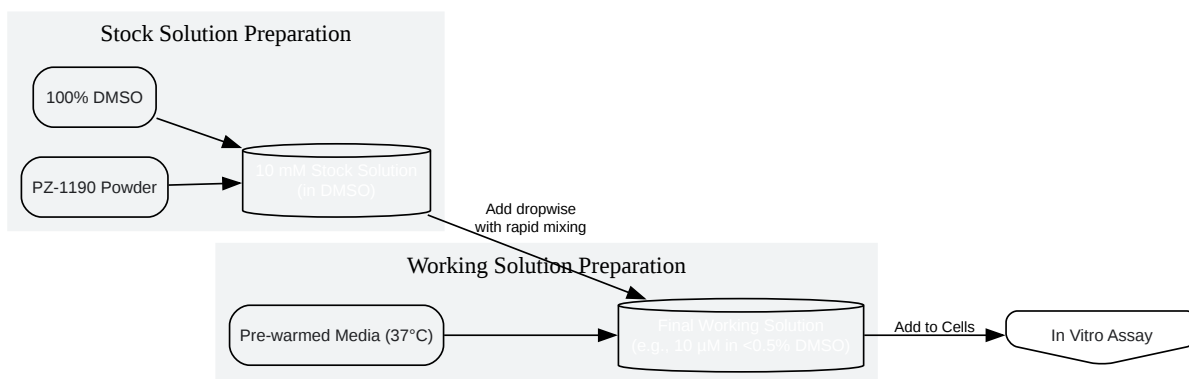 Stock Solution Preparation
100% DMSO
PZ-1190 Powder
10 mM Stock Solution
(in DMSO)
Add dropwise
with rapid mixing
Working Solution Preparation
Pre-warmed Media (37°C)
Final Working Solution
(e.g., 10 µM in <0.5% DMSO)
Add to Cells
In Vitro Assay